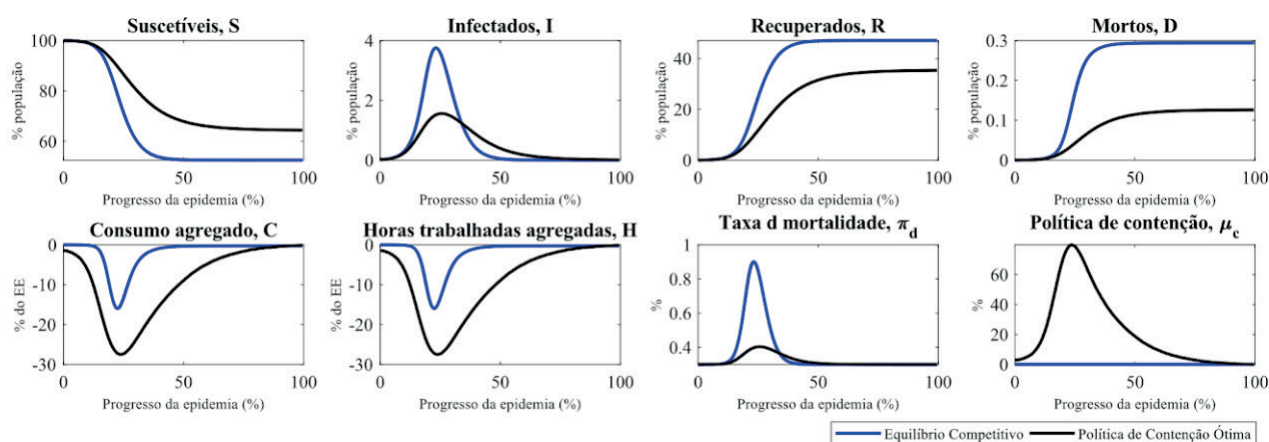 Suscetíveis, S
% população
100
80
60
0
50
100
Progresso da epidemia (%)
Infectados, I
% população
4
2
0
0
50
100
Progresso da epidemia (%)
Recuperados, R
% população
40
20
0
0
50
100
Progresso da epidemia (%)
Mortos, D
% população
0.3
0.2
0.1
0
0
50
100
Progresso da epidemia (%)
Consumo agregado, C
% do EE
0
-10
-20
-30
0
50
100
Progresso da epidemia (%)
Horas trabalhadas agregadas, H
% do EE
0
-10
-20
-30
0
50
100
Progresso da epidemia (%)
Taxa d mortalidade, π_d
%
1
0.8
0.6
0.4
0
50
100
Progresso da epidemia (%)
Política de contenção, μ_c
%
60
40
20
0
0
50
100
Progresso da epidemia (%)
Equilíbrio Competitivo
Política de Contenção Ótima